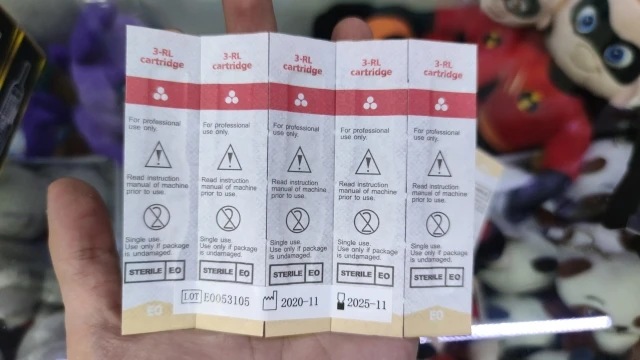 3-RL
cartridge
For professional
use only.
Read instruction
manual of machine
prior to use.
2
Single use.
Use only if package
is undamaged.
STERILE EO
EO
3-RL
cartridge
For professional
use only.
Read instruction
manual of machine
prior to use.
2
Single use.
Use only if package
is undamaged.
STERILE EO
3-RL
cartridge
For professional
use only.
Read instruction
manual of machine
prior to use.
2
Single use.
Use only if package
is undamaged.
STERILE EO
3-RL
cartridge
For professional
use only.
Read instruction
manual of machine
prior to use.
2
Single use.
Use only if package
is undamaged.
STERILE EO
3-RL
cartridge
For professional
use only.
Read instruction
manual of machine
prior to use.
2
Single use.
Use only if package
is undamaged.
STERILE EO
EO
LOT E0053105 2020-11 2025-11